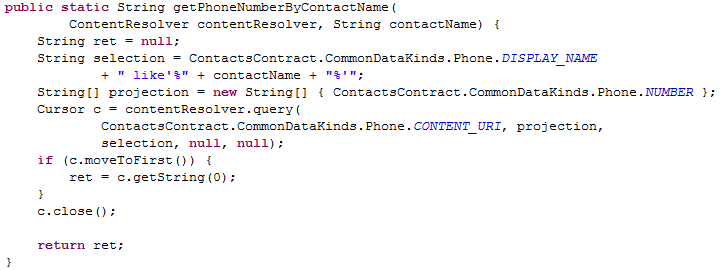 public static String getPhoneNumberByContactName(
        ContentResolver contentResolver, String contactName) {
    String ret = null;
    String selection = ContactsContract.CommonDataKinds.Phone.DISPLAY_NAME
            + " like'%" + contactName + "%'";
    String[] projection = new String[] { ContactsContract.CommonDataKinds.Phone.NUMBER };
    Cursor c = contentResolver.query(
            ContactsContract.CommonDataKinds.Phone.CONTENT_URI, projection,
            selection, null, null);
    if (c.moveToFirst()) {
        ret = c.getString(0);
    }
    c.close();

    return ret;
}